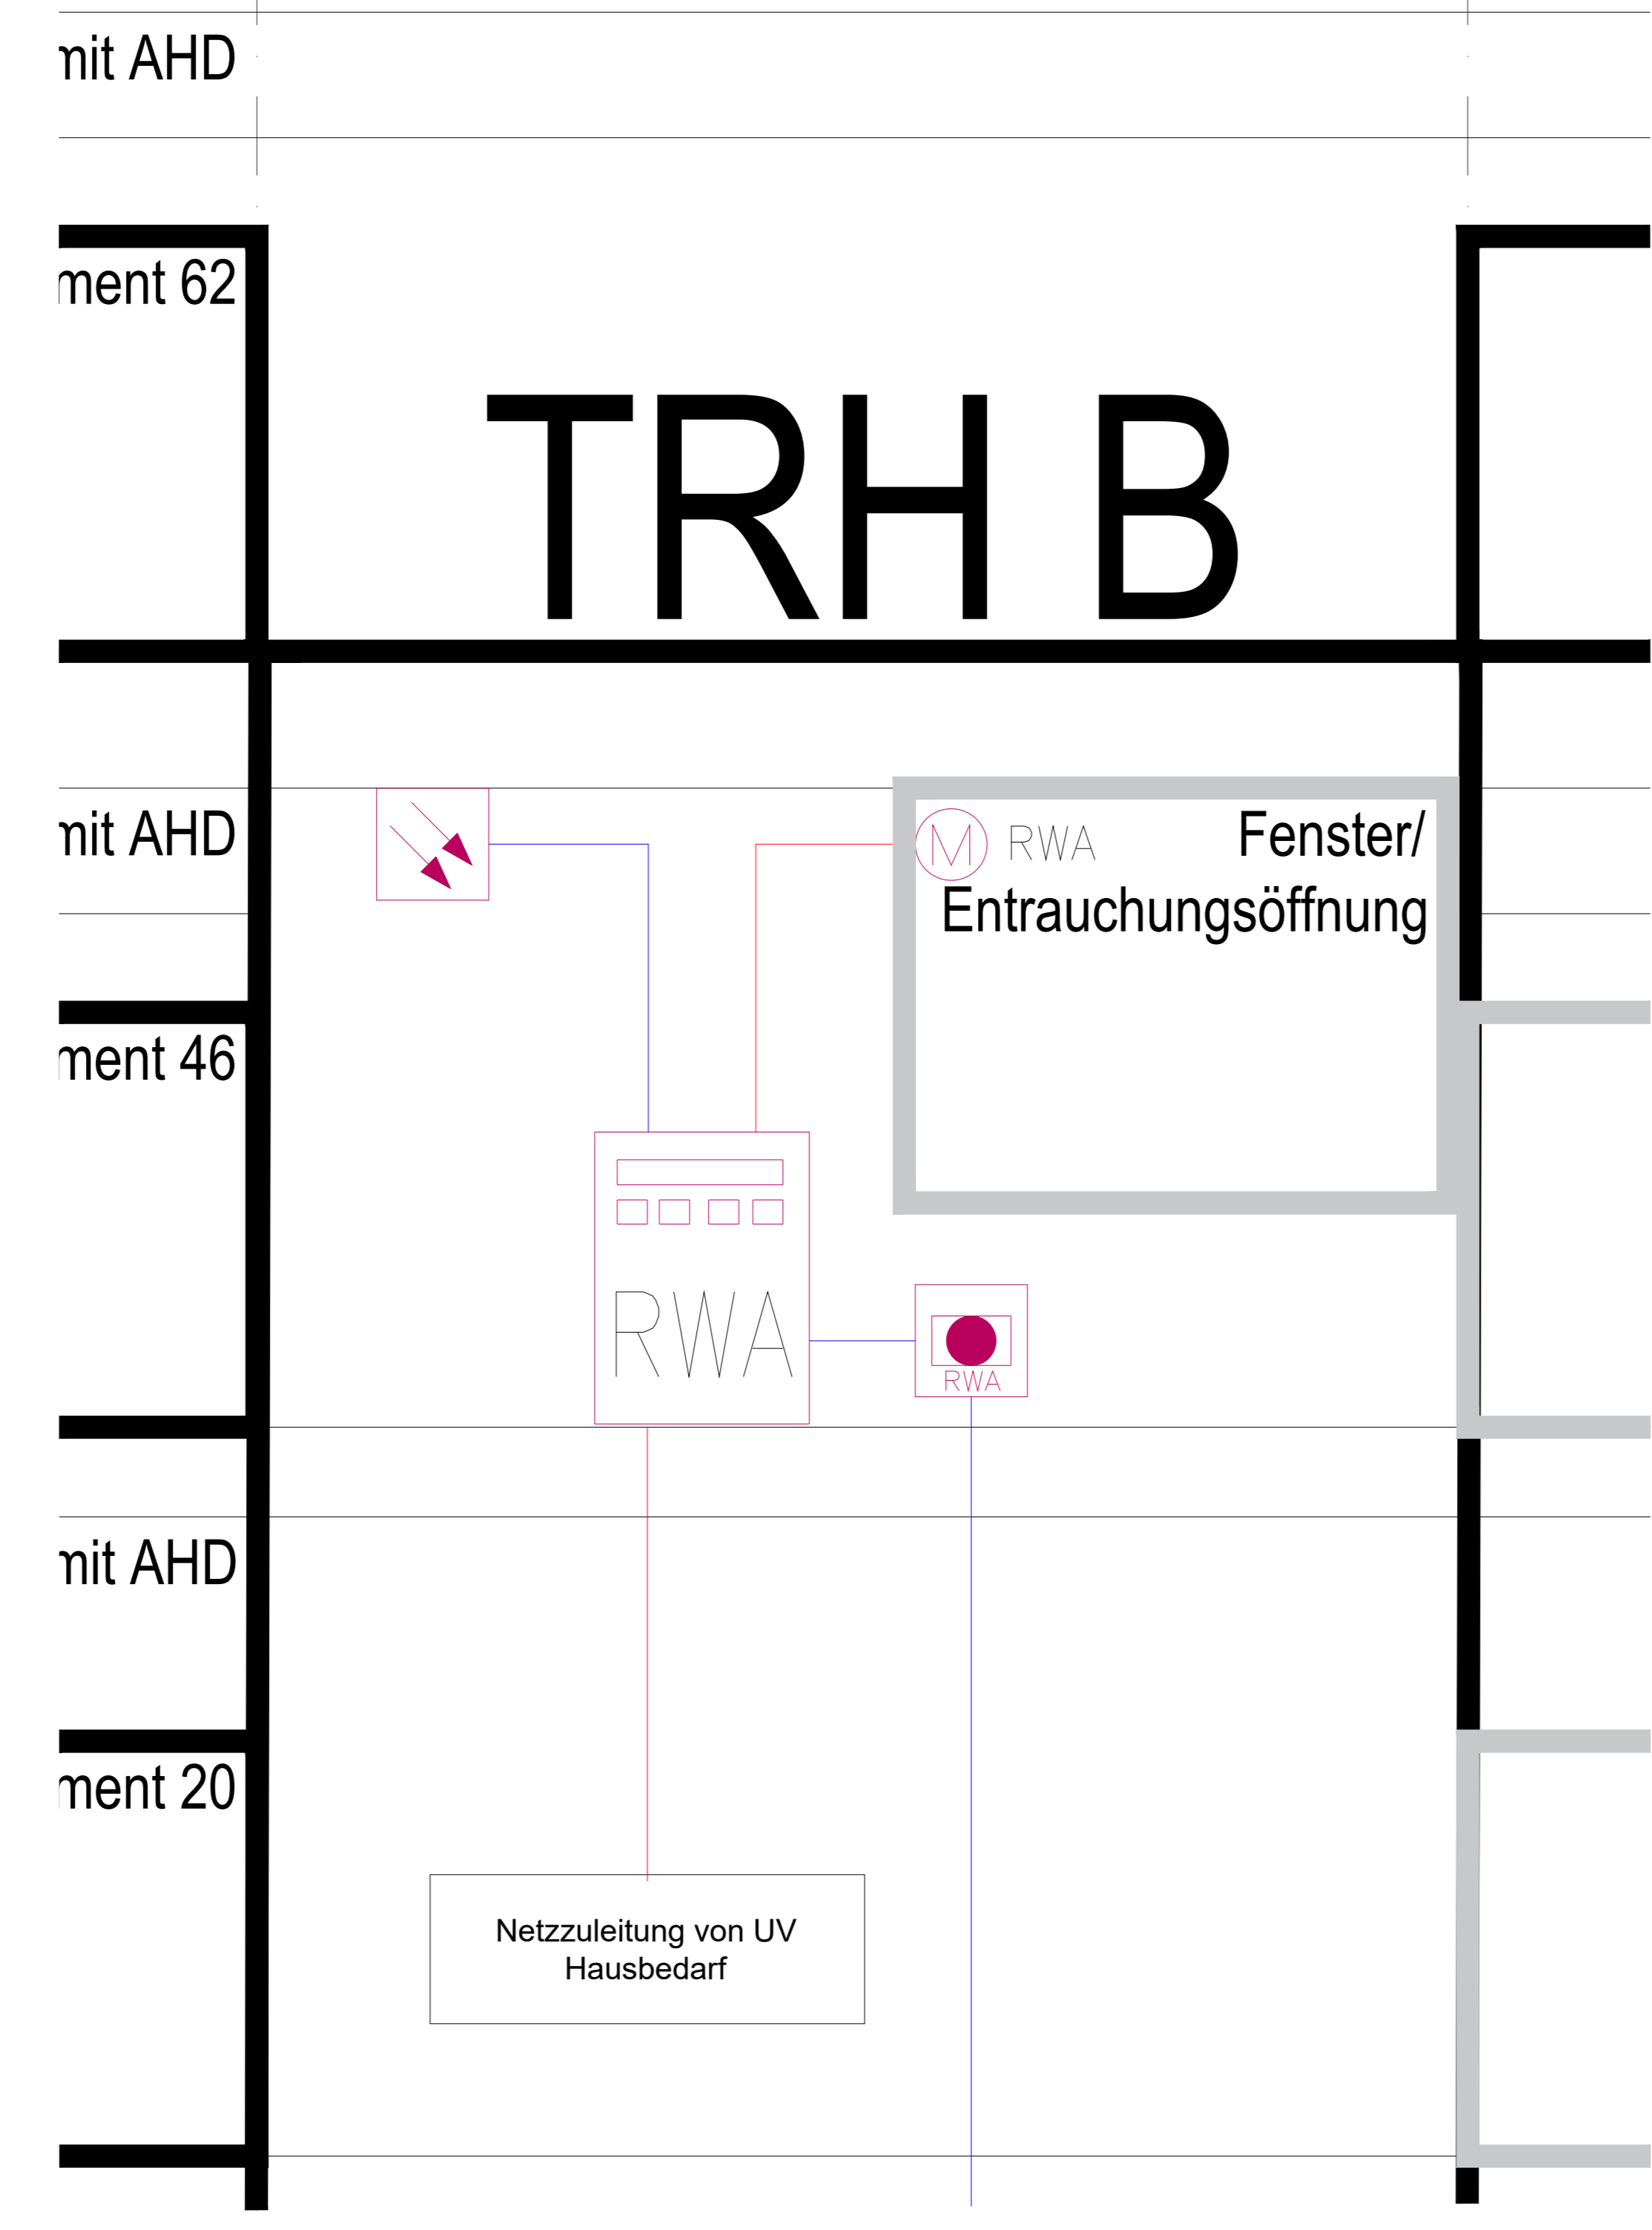 mit AHD
ment 62
TRH B
mit AHD
M RWA Fenster/
Entrauchungsöffnung
ment 46
RWA
RWA
mit AHD
ment 20
Netzzuleitung von UV
Hausbedarf